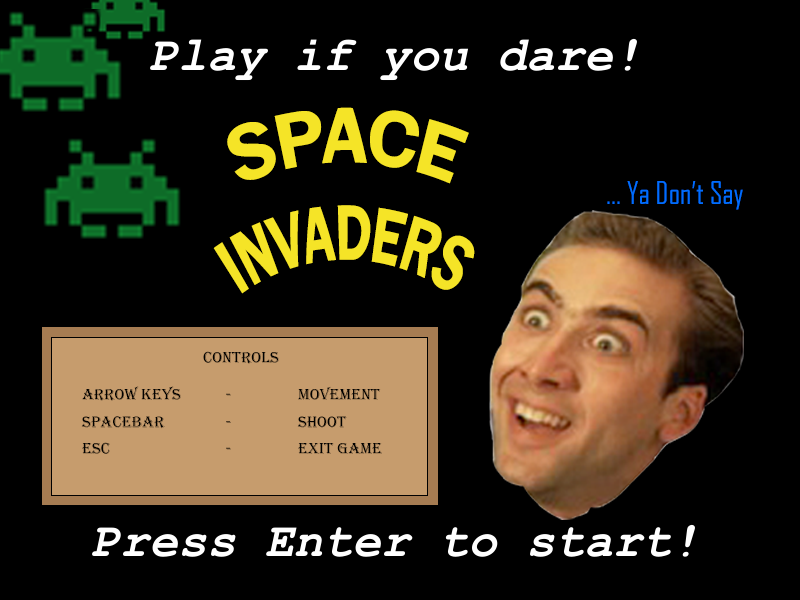 Play if you dare!
SPACE
INVADERS
... Ya Don't Say
CONTROLS
ARROW KEYS - MOVEMENT
SPACEBAR - SHOOT
ESC - EXIT GAME
Press Enter to start!